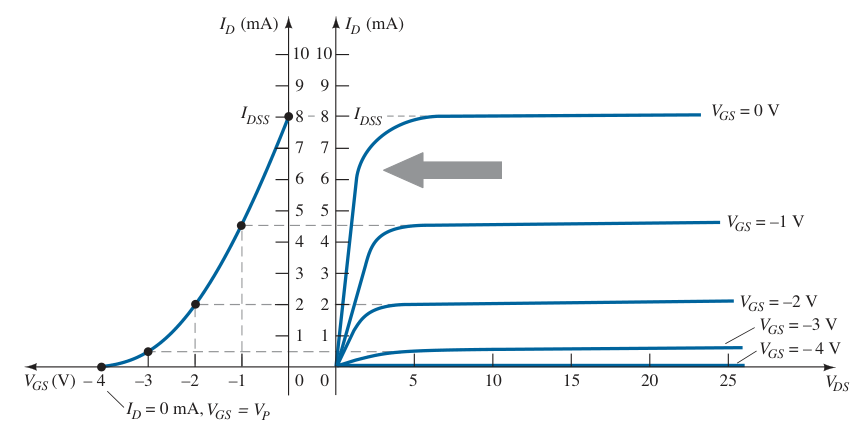 I_D (mA) I_D (mA)
10 10
9 9
I_DSS 8 8 I_DSS V_GS = 0 V
7 7
6 6
5 5
V_GS = –1 V
4 4
3 3
2 2 V_GS = –2 V
V_GS = –3 V
1 1
V_GS = – 4 V
V_GS (V) – 4 –3 –2 –1 0 0 5 10 15 20 25 V_DS
I_D = 0 mA, V_GS = V_P